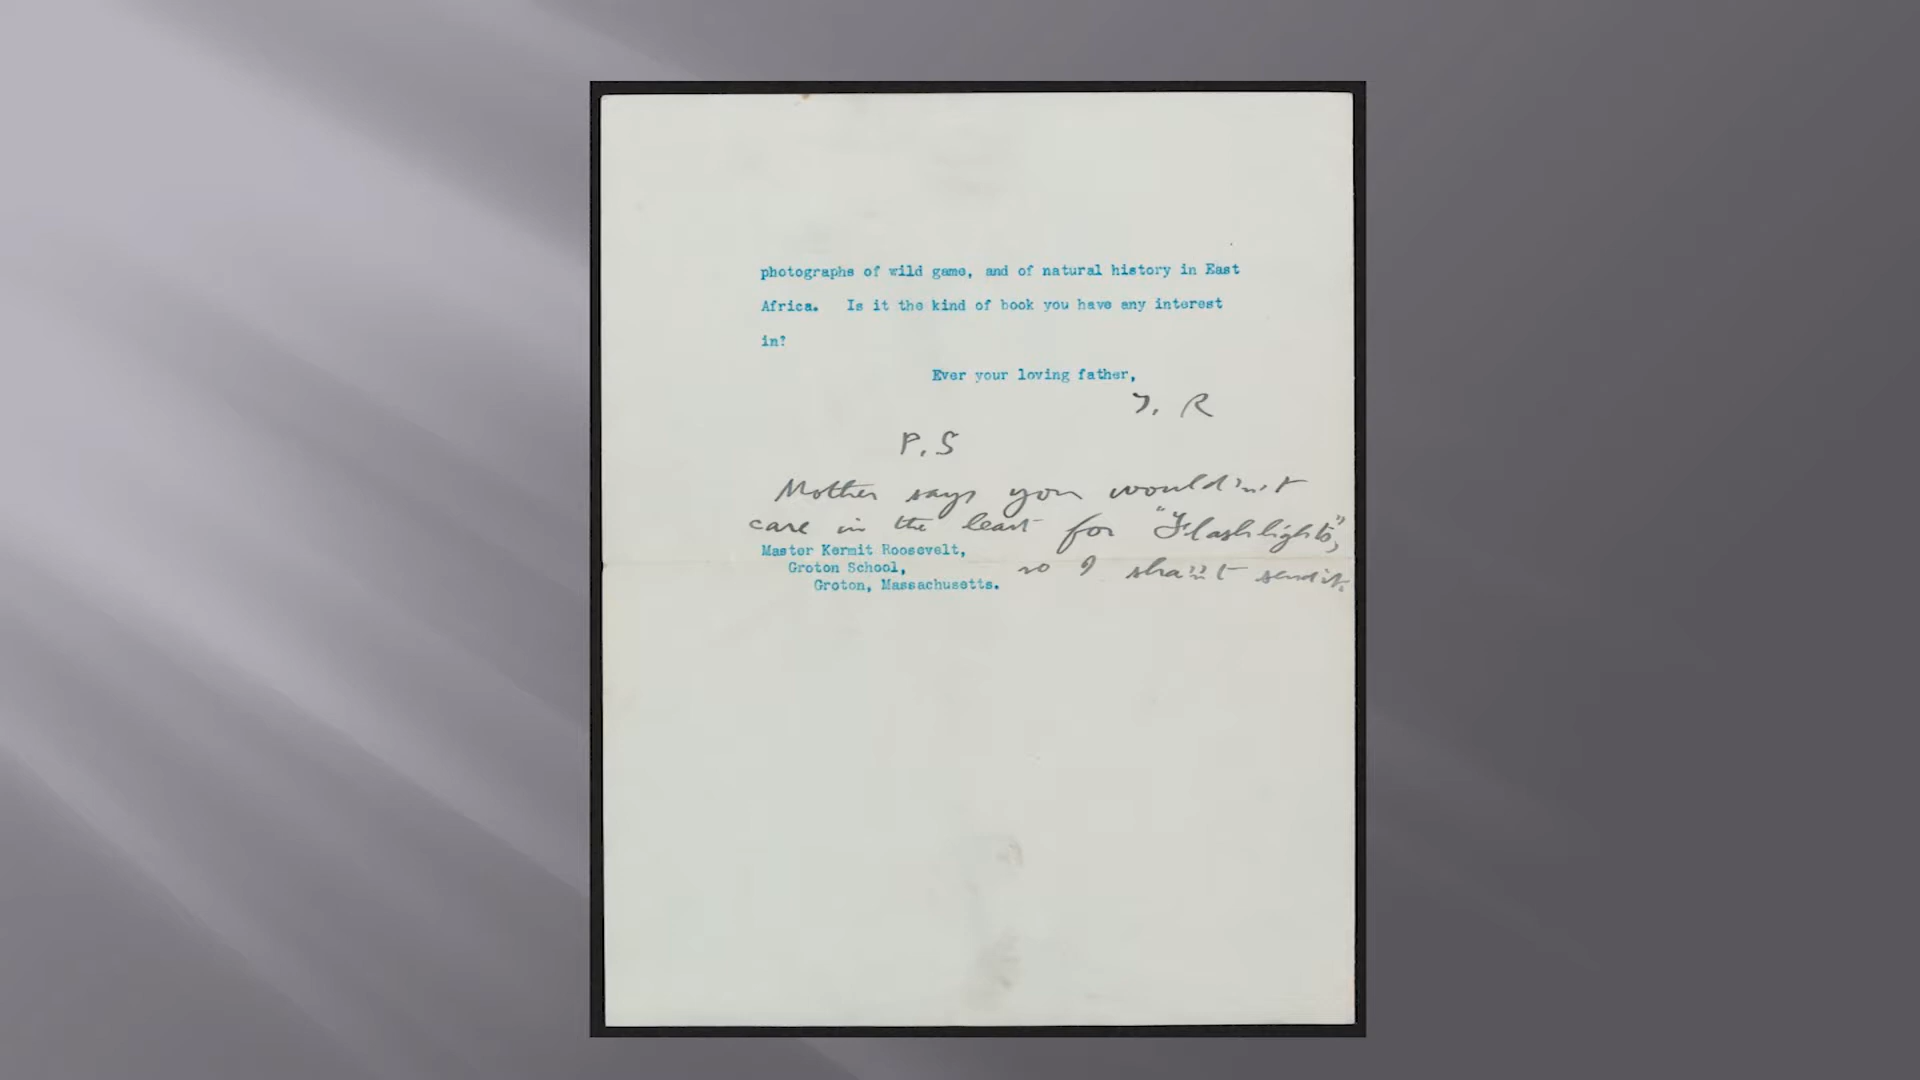 photographs of wild game, and of natural history in East
Africa. Is it the kind of book you have any interest
in?
Ever your loving father,
T. R
P.S
Mother says you wouldn't
care in the least for "Flashlights",
so I shan't send it.
Master Kermit Roosevelt,
Groton School,
Groton, Massachusetts.